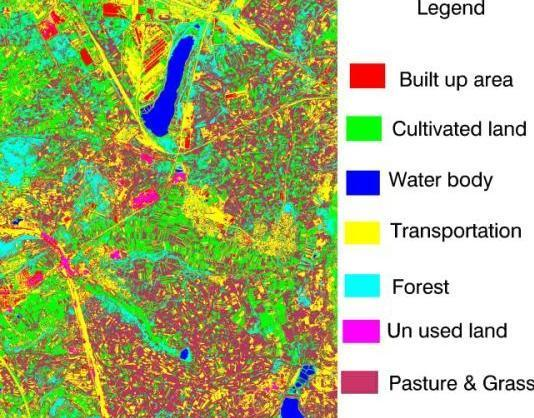 Legend
Built up area
Cultivated land
Water body
Transportation
Forest
Un used land
Pasture & Grass